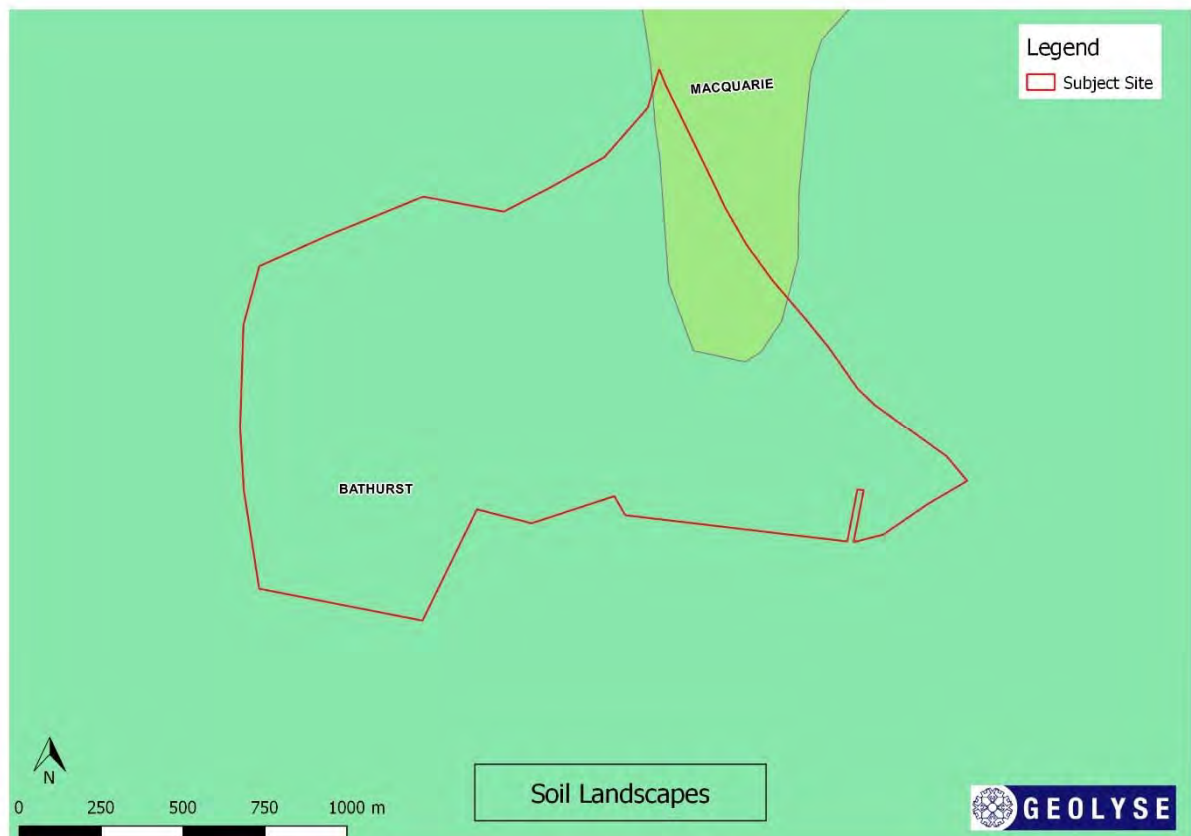 Legend
Subject Site
MACQUARIE
BATHURST
N
0 250 500 750 1000 m
Soil Landscapes
GEOLYSE